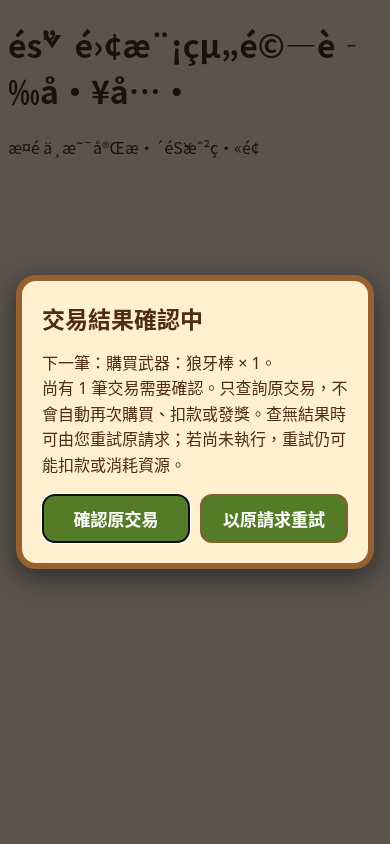 交易結果確認中
下一筆：購買武器：狼牙棒 × 1。
尚有 1 筆交易需要確認。只查詢原交易，不
會自動再次購買、扣款或發獎。查無結果時
可由您重試原請求；若尚未執行，重試仍可
能扣款或消耗資源。
確認原交易
以原請求重試